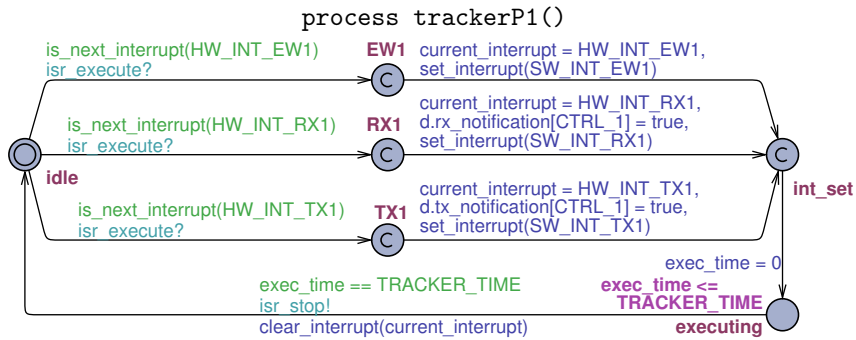 process trackerP1()
is_next_interrupt(HW_INT_EW1)
isr_execute?
EW1
C
current_interrupt = HW_INT_EW1,
set_interrupt(SW_INT_EW1)
is_next_interrupt(HW_INT_RX1)
isr_execute?
RX1
C
current_interrupt = HW_INT_RX1,
d.rx_notification[CTRL_1] = true,
set_interrupt(SW_INT_RX1)
C
idle
int_set
is_next_interrupt(HW_INT_TX1)
isr_execute?
TX1
C
current_interrupt = HW_INT_TX1,
d.tx_notification[CTRL_1] = true,
set_interrupt(SW_INT_TX1)
exec_time = 0
exec_time == TRACKER_TIME
isr_stop!
clear_interrupt(current_interrupt)
exec_time <=
TRACKER_TIME
executing